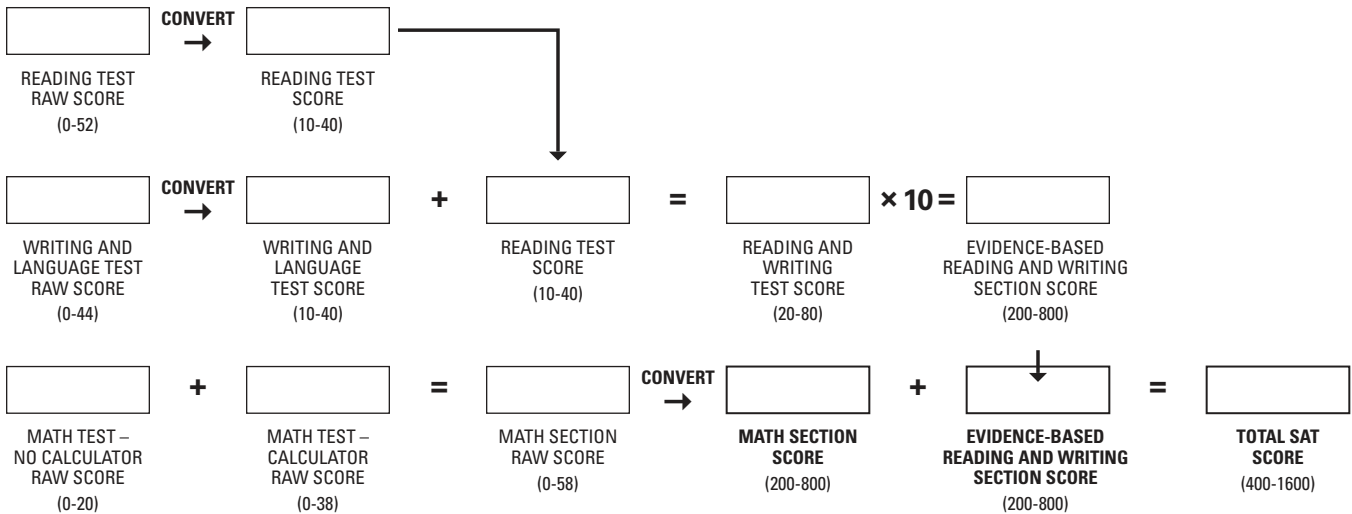 CONVERT
→
READING TEST
RAW SCORE
(0-52)
READING TEST
SCORE
(10-40)
CONVERT
→
+
=
× 10 =
WRITING AND
LANGUAGE TEST
RAW SCORE
(0-44)
WRITING AND
LANGUAGE
TEST SCORE
(10-40)
READING TEST
SCORE
(10-40)
READING AND
WRITING
TEST SCORE
(20-80)
EVIDENCE-BASED
READING AND WRITING
SECTION SCORE
(200-800)
+
=
CONVERT
→
+
=
MATH TEST –
NO CALCULATOR
RAW SCORE
(0-20)
MATH TEST –
CALCULATOR
RAW SCORE
(0-38)
MATH SECTION
RAW SCORE
(0-58)
MATH SECTION
SCORE
(200-800)
EVIDENCE-BASED
READING AND WRITING
SECTION SCORE
(200-800)
TOTAL SAT
SCORE
(400-1600)